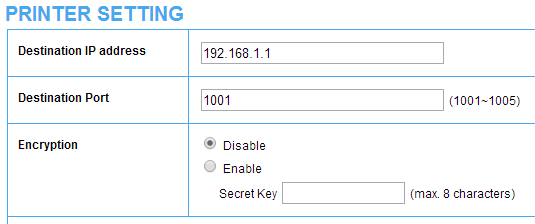 PRINTER SETTING
Destination IP address 192.168.1.1
Destination Port 1001 (1001~1005)
Encryption Disable
Enable
Secret Key (max. 8 characters)